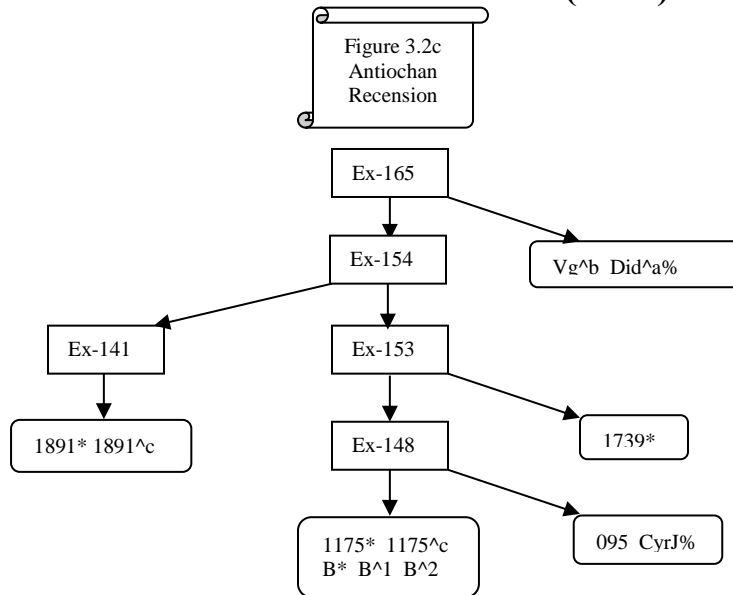 Figure 3.2c
Antiochan
Recension
Ex-165
Ex-154
Vg^b Did^a%
Ex-141
Ex-153
1891* 1891^c
Ex-148
1739*
1175* 1175^c
B* B^1 B^2
095 CyrJ%